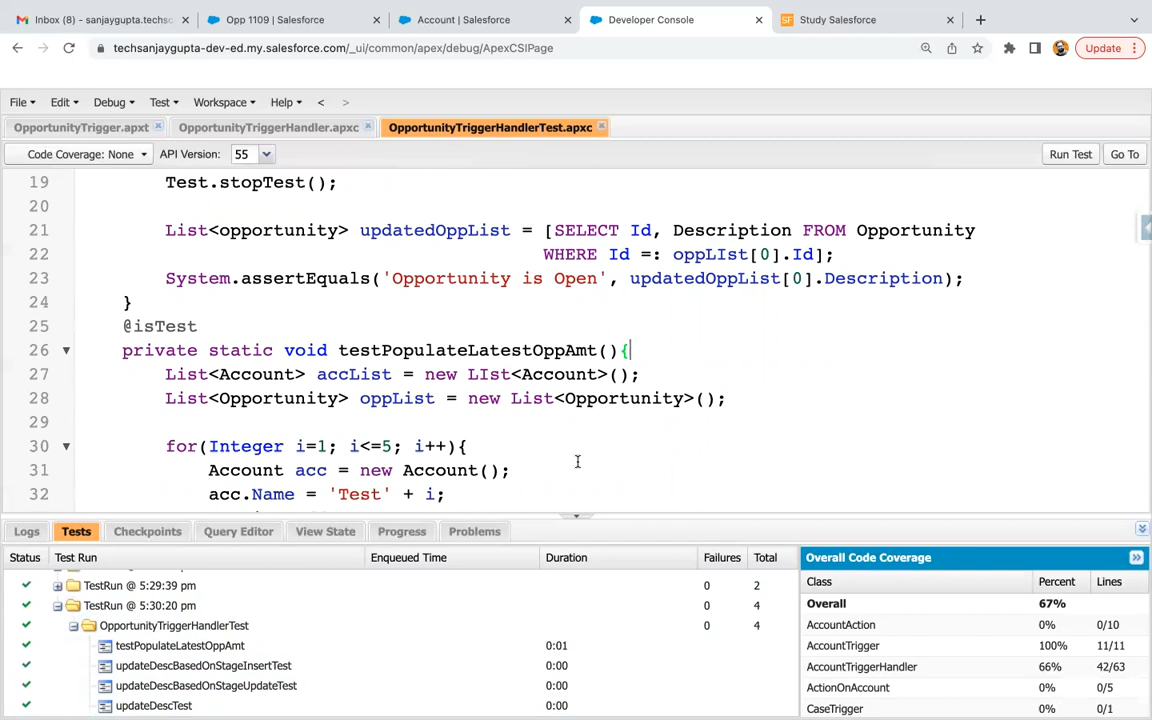 Inbox (8) - sanjaygupta.techsc
Opp 1109 | Salesforce
Account | Salesforce
Developer Console
Study Salesforce
techsanjaygupta-dev-ed.my.salesforce.com/_ui/common/apex/debug/ApexCSIPage
Update
File Edit Debug Test Workspace Help < >
OpportunityTrigger.apxt OpportunityTriggerHandler.apxc OpportunityTriggerHandlerTest.apxc
Code Coverage: None API Version: 55 Run Test Go To
19 Test.stopTest();
20
21 List<opportunity> updatedOppList = [SELECT Id, Description FROM Opportunity
22 WHERE Id =: oppLIst[0].Id];
23 System.assertEquals('Opportunity is Open', updatedOppList[0].Description);
24 }
25 @isTest
26 private static void testPopulateLatestOppAmt(){
27 List<Account> accList = new LIst<Account>();
28 List<Opportunity> oppList = new List<Opportunity>();
29
30 for(Integer i=1; i<=5; i++){
31 Account acc = new Account();
32 acc.Name = 'Test' + i;
Logs Tests Checkpoints Query Editor View State Progress Problems
Status Test Run Enqueued Time Duration Failures Total
TestRun @ 5:29:39 pm 0 2
TestRun @ 5:30:20 pm 0 4
OpportunityTriggerHandlerTest 0 4
testPopulateLatestOppAmt 0:01
updateDescBasedOnStageInsertTest 0:00
updateDescBasedOnStageUpdateTest 0:00
updateDescTest 0:00
Overall Code Coverage
Class Percent Lines
Overall 67%
AccountAction 0% 0/10
AccountTrigger 100% 11/11
AccountTriggerHandler 66% 42/63
ActionOnAccount 0% 0/5
CaseTrigger 0% 0/1